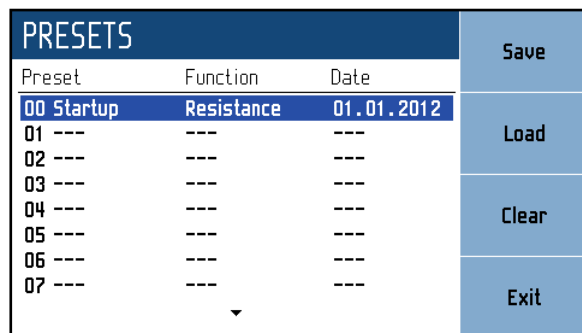 PRESETS
Preset Function Date
00 Startup Resistance 01.01.2012
01 --- --- ---
02 --- --- ---
03 --- --- ---
04 --- --- ---
05 --- --- ---
06 --- --- ---
07 --- --- ---
Save
Load
Clear
Exit